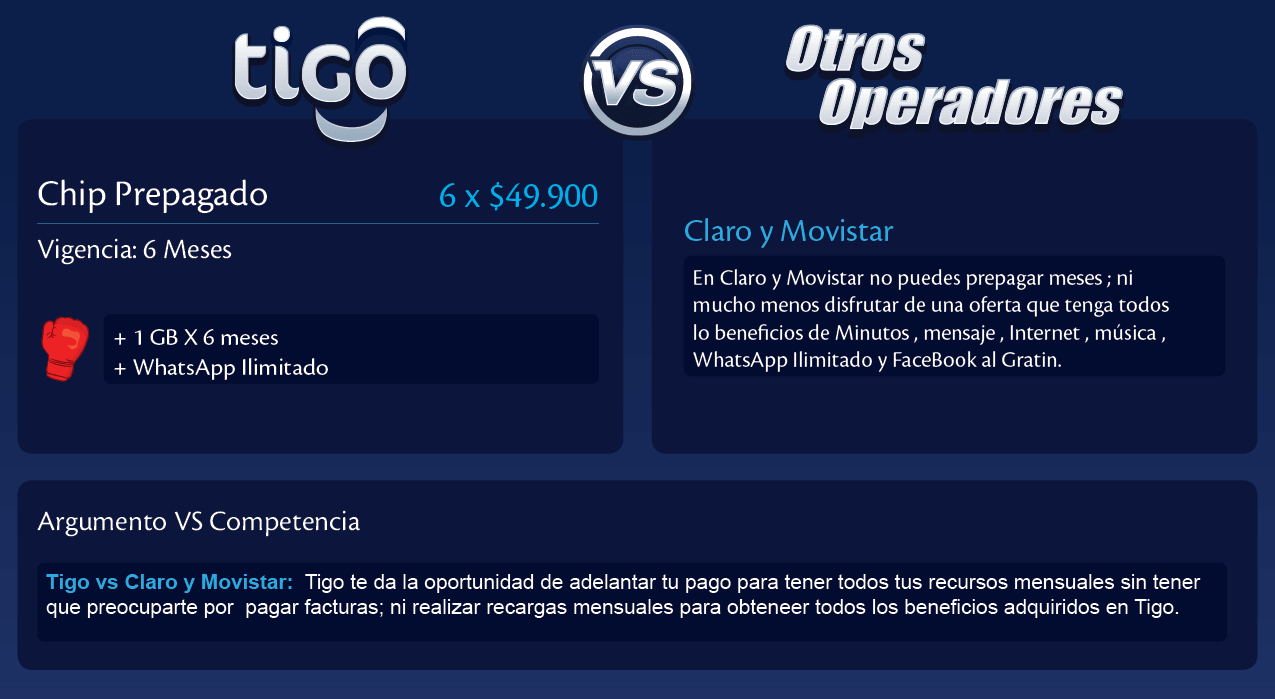 tigo
VS
Otros
Operadores
Chip Prepagado
6 x $49.900
Vigencia: 6 Meses
+ 1 GB X 6 meses
+ WhatsApp Ilimitado
Claro y Movistar
En Claro y Movistar no puedes prepagar meses ; ni
mucho menos disfrutar de una oferta que tenga todos
lo beneficios de Minutos , mensaje , Internet , música ,
WhatsApp Ilimitado y FaceBook al Gratin.
Argumento VS Competencia
Tigo vs Claro y Movistar: Tigo te da la oportunidad de adelantar tu pago para tener todos tus recursos mensuales sin tener
que preocuparte por pagar facturas; ni realizar recargas mensuales para obteneer todos los beneficios adquiridos en Tigo.